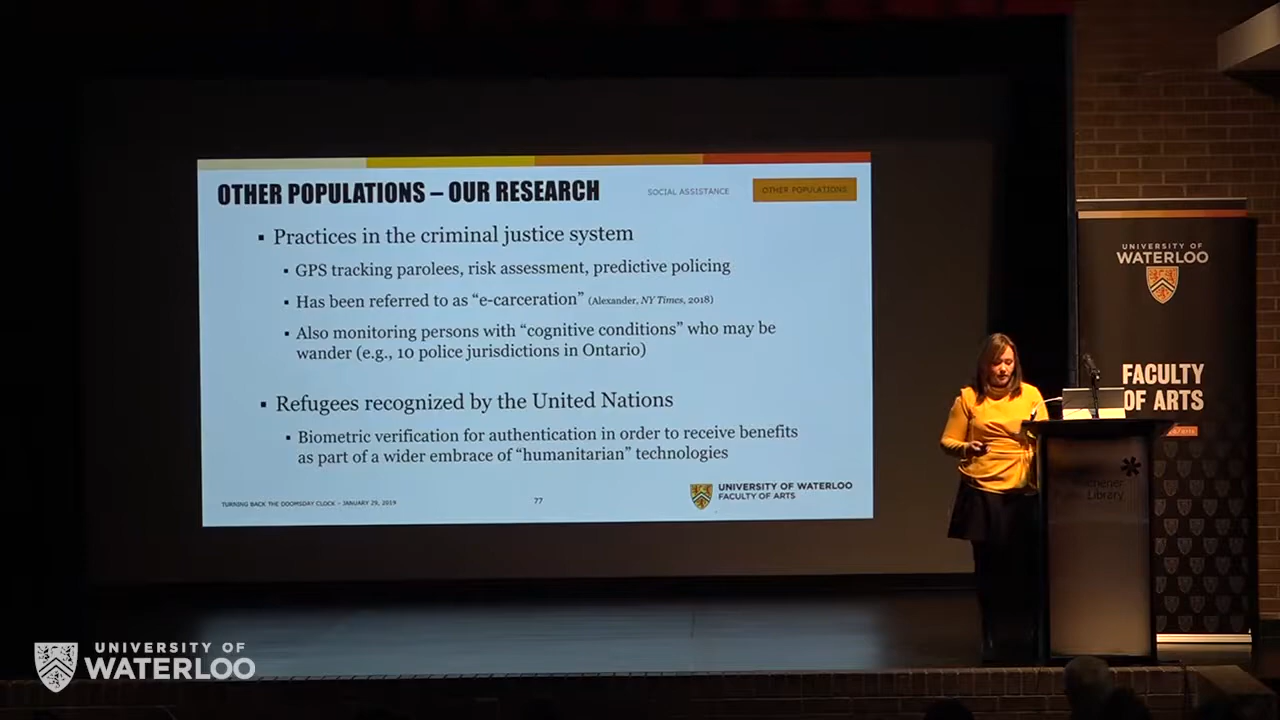 OTHER POPULATIONS – OUR RESEARCH
SOCIAL ASSISTANCE
OTHER POPULATIONS
▪ Practices in the criminal justice system
▪ GPS tracking parolees, risk assessment, predictive policing
▪ Has been referred to as “e-carceration” (Alexander, NY Times, 2018)
▪ Also monitoring persons with “cognitive conditions” who may be
wander (e.g., 10 police jurisdictions in Ontario)
▪ Refugees recognized by the United Nations
▪ Biometric verification for authentication in order to receive benefits
as part of a wider embrace of “humanitarian” technologies
TURNING BACK THE DOOMSDAY CLOCK – JANUARY 29, 2019
77
UNIVERSITY OF WATERLOO
FACULTY OF ARTS
UNIVERSITY OF
WATERLOO
FACULTY
OF ARTS
Library
UNIVERSITY OF
WATERLOO